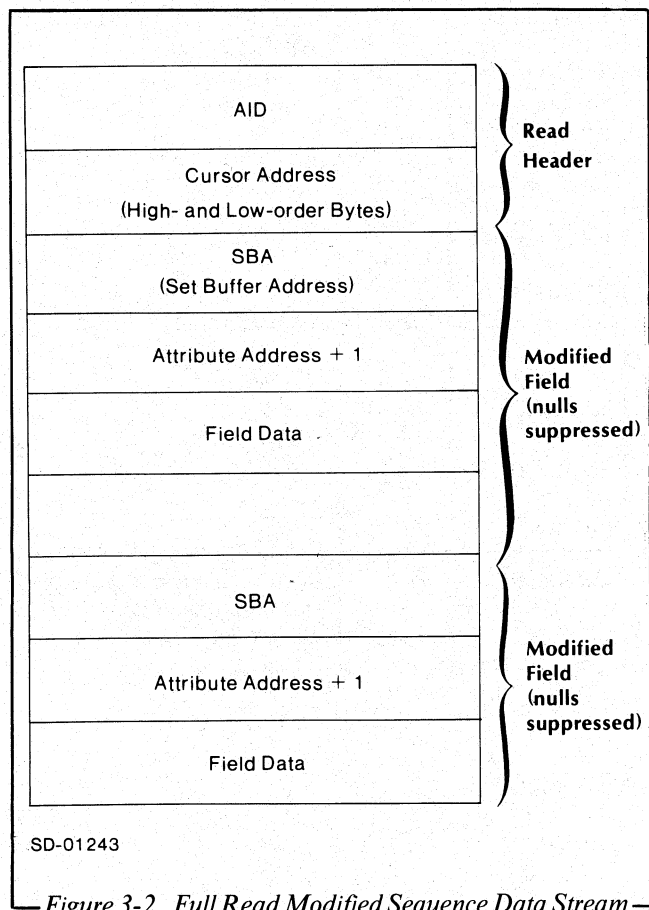 AID
Cursor Address
(High- and Low-order Bytes)
Read
Header
SBA
(Set Buffer Address)
Attribute Address + 1
Field Data
Modified
Field
(nulls
suppressed)
SBA
Attribute Address + 1
Field Data
Modified
Field
(nulls
suppressed)
SD-01243
Figure 3-2. Full Read Modified Sequence Data Stream